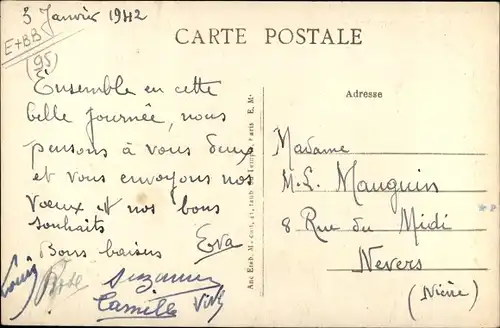 3 Janvier 1942
E+BB
(95)
CARTE POSTALE
Ensemble en cette
belle journée, nous
pensons à vous deux
et vous envoyons nos
Vœux et nos bons
souhaits
Bons baisers Eva
Louis Rose Suzanne
Camille
Adresse
Madame
M.L. Mauguin
8 Rue du Midi
Nevers
(Nièvre)